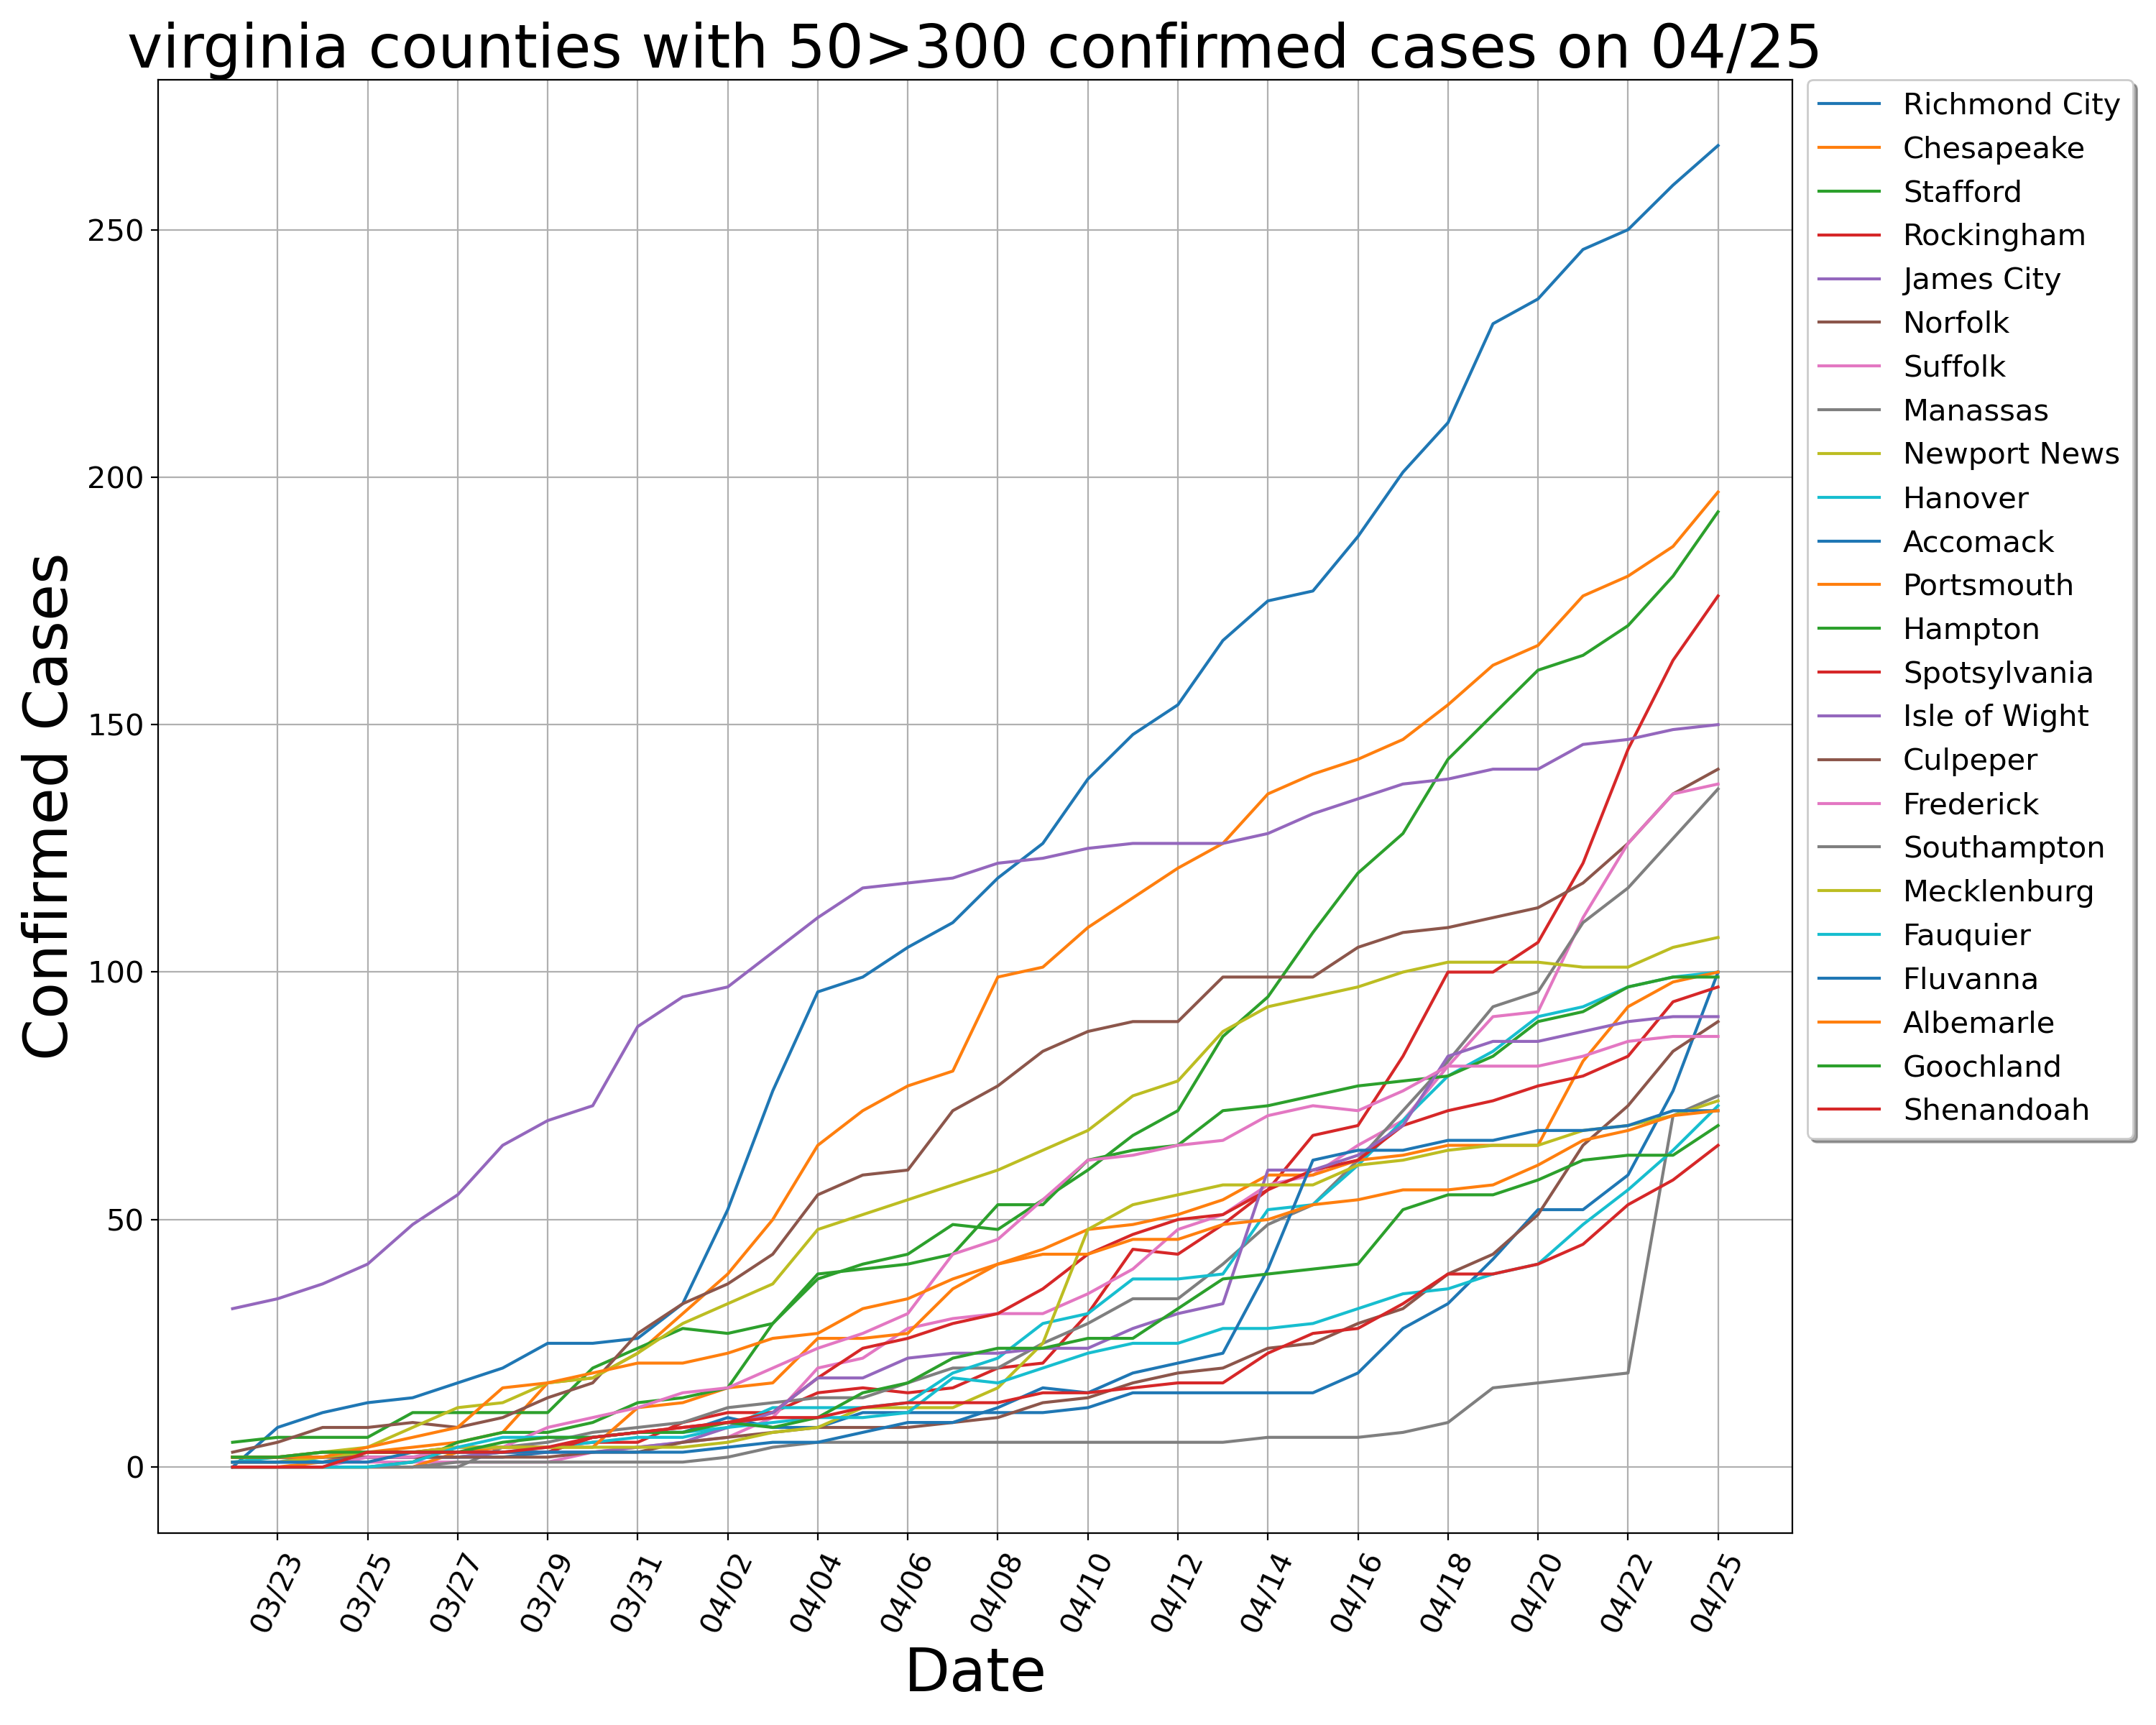 virginia counties with 50>300 confirmed cases on 04/25
Confirmed Cases
250
200
150
100
50
0
03/23
03/25
03/27
03/29
03/31
04/02
04/04
04/06
04/08
04/10
04/12
04/14
04/16
04/18
04/20
04/22
04/25
Date
Richmond City
Chesapeake
Stafford
Rockingham
James City
Norfolk
Suffolk
Manassas
Newport News
Hanover
Accomack
Portsmouth
Hampton
Spotsylvania
Isle of Wight
Culpeper
Frederick
Southampton
Mecklenburg
Fauquier
Fluvanna
Albemarle
Goochland
Shenandoah